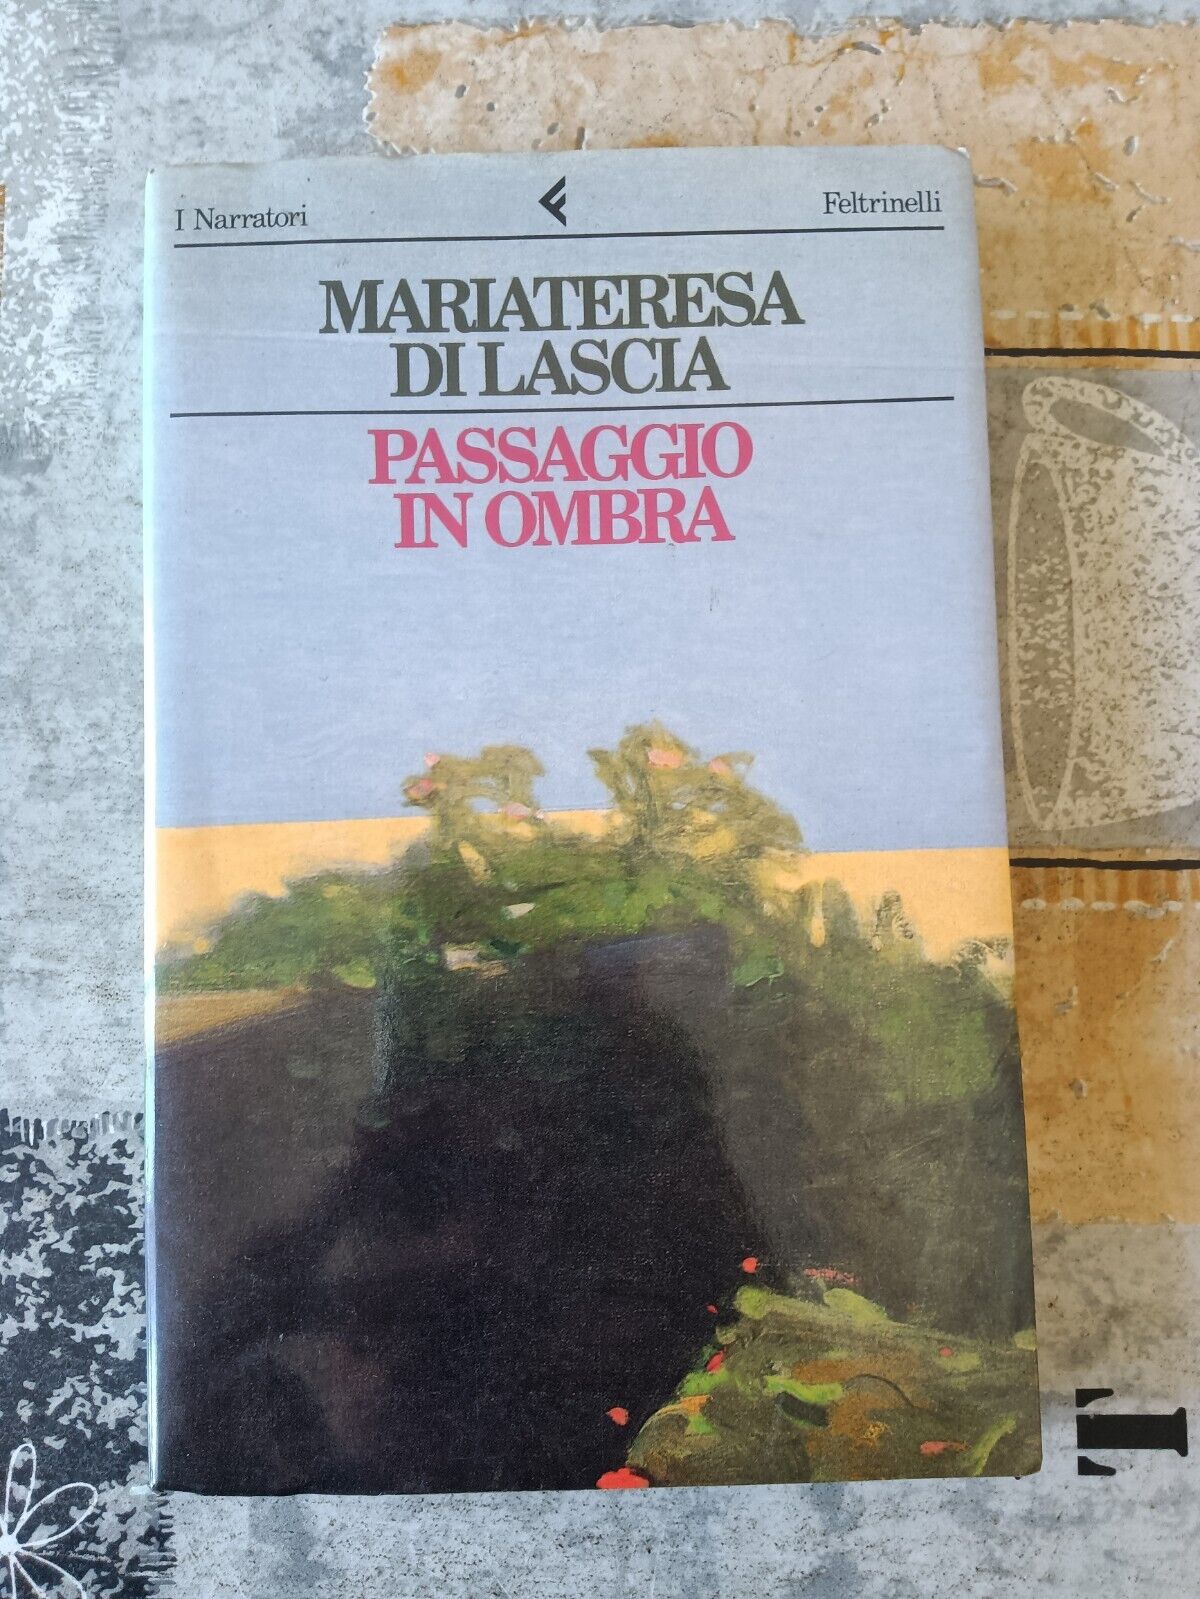 I Narratori
Feltrinelli
MARIATERESA
DI LASCIA
PASSAGGIO
IN OMBRA